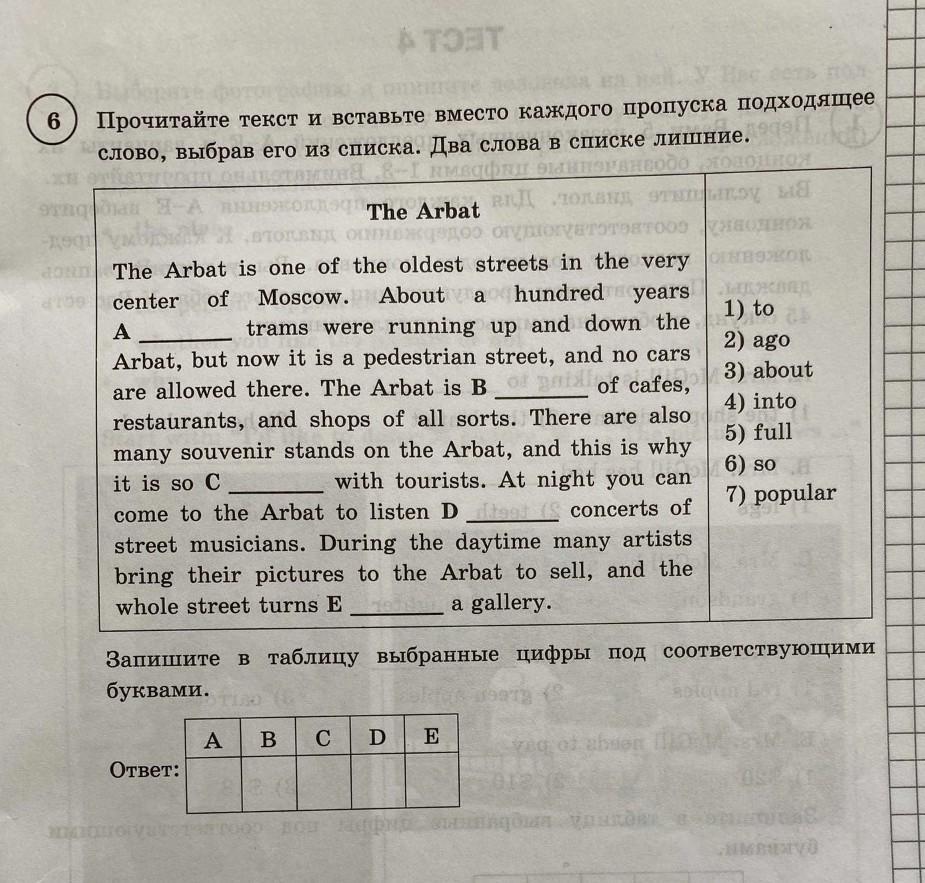 ТЕСТ 4
6
Прочитайте текст и вставьте вместо каждого пропуска подходящее
слово, выбрав его из списка. Два слова в списке лишние.
The Arbat
The Arbat is one of the oldest streets in the very
center of Moscow. About a hundred years
A ________ trams were running up and down the
Arbat, but now it is a pedestrian street, and no cars
are allowed there. The Arbat is B ________ of cafes,
restaurants, and shops of all sorts. There are also
many souvenir stands on the Arbat, and this is why
it is so C ________ with tourists. At night you can
come to the Arbat to listen D ________ concerts of
street musicians. During the daytime many artists
bring their pictures to the Arbat to sell, and the
whole street turns E ________ a gallery.
1) to
2) ago
3) about
4) into
5) full
6) so
7) popular
Запишите в таблицу выбранные цифры под соответствующими
буквами.
A B C D E
Ответ: